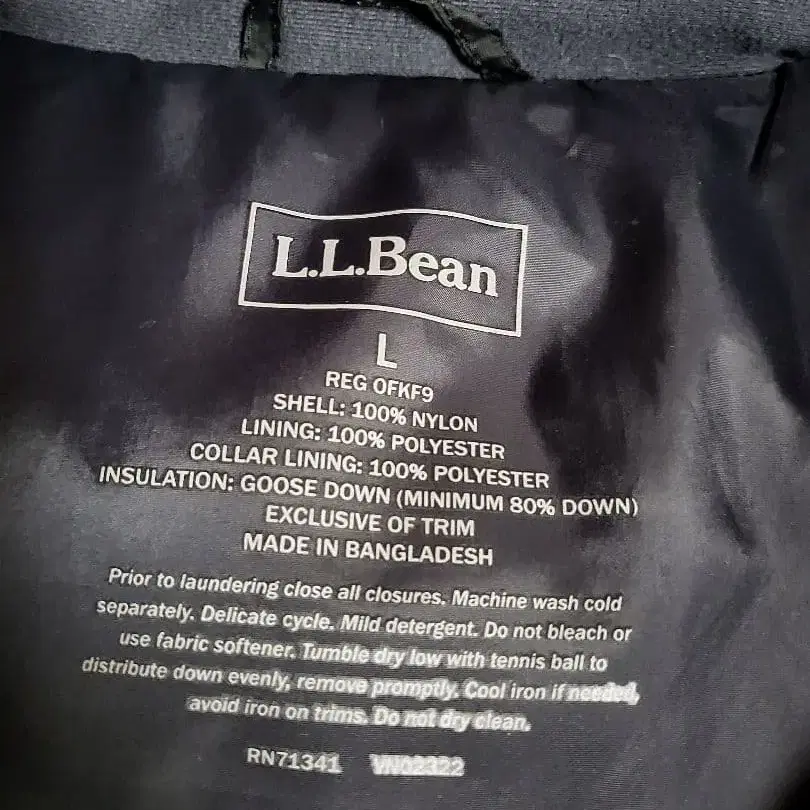 L.L.Bean
L
REG OFKF9
SHELL: 100% NYLON
LINING: 100% POLYESTER
COLLAR LINING: 100% POLYESTER
INSULATION: GOOSE DOWN (MINIMUM 80% DOWN)
EXCLUSIVE OF TRIM
MADE IN BANGLADESH
Prior to laundering close all closures. Machine wash cold
separately. Delicate cycle. Mild detergent. Do not bleach or
use fabric softener. Tumble dry low with tennis ball to
distribute down evenly, remove promptly. Cool iron if needed,
avoid iron on trims. Do not dry clean.
RN71341 VN02322